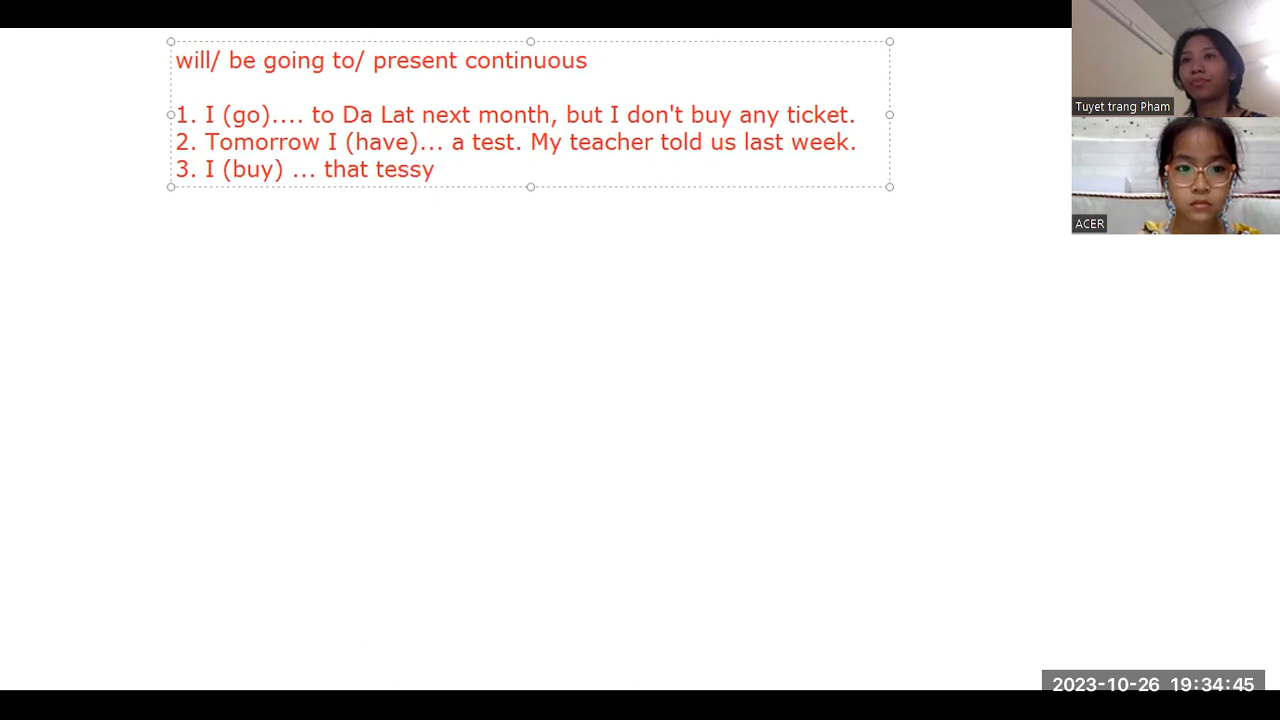 will/ be going to/ present continuous
1. I (go).... to Da Lat next month, but I don't buy any ticket.
2. Tomorrow I (have)... a test. My teacher told us last week.
3. I (buy) ... that tessy
Tuyet trang Pham
ACER
2023-10-26 19:34:45